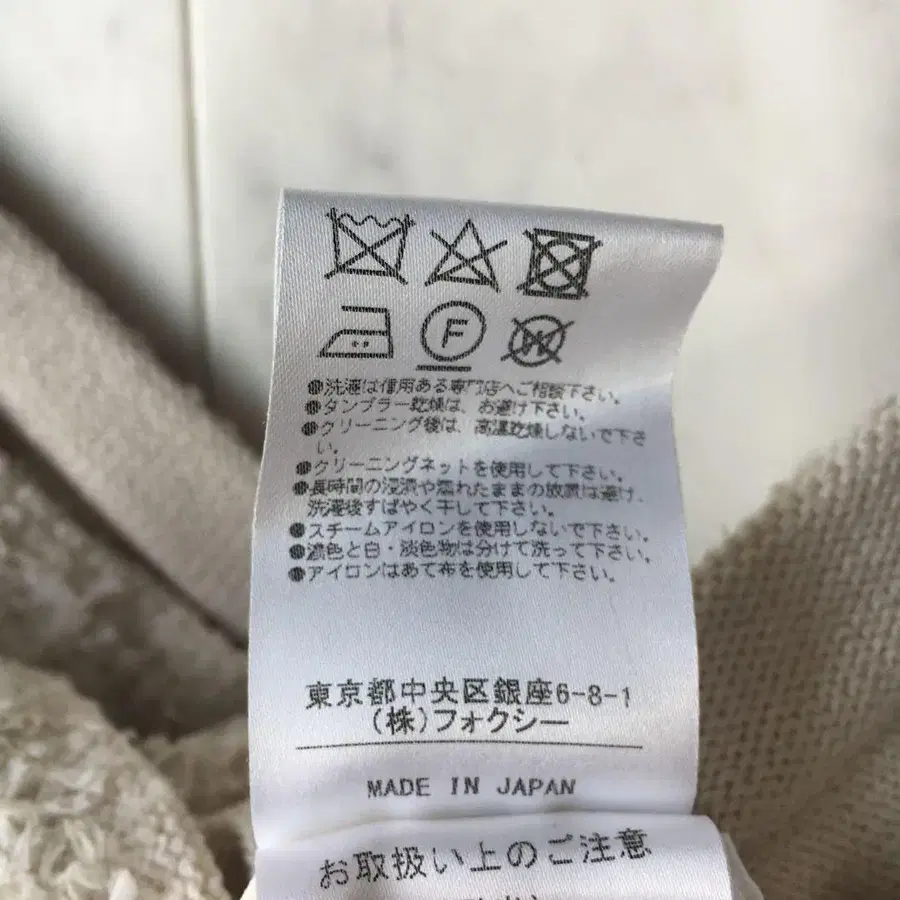 F
W
●洗濯は信用ある専門店へご相談下さい。
●タンブラー乾燥は、お避け下さい。
●クリーニング後は、高温乾燥しないで下さ
い。
●クリーニングネットを使用して下さい。
●長時間の浸漬や濡れたままの放置は避け、
洗濯後すばやく干して下さい。
●スチームアイロンを使用しないで下さい。
●濃色と白・淡色物は分けて洗って下さい。
●アイロンはあて布を使用して下さい。
東京都中央区銀座6-8-1
(株)フォクシー
MADE IN JAPAN
お取扱い上のご注意